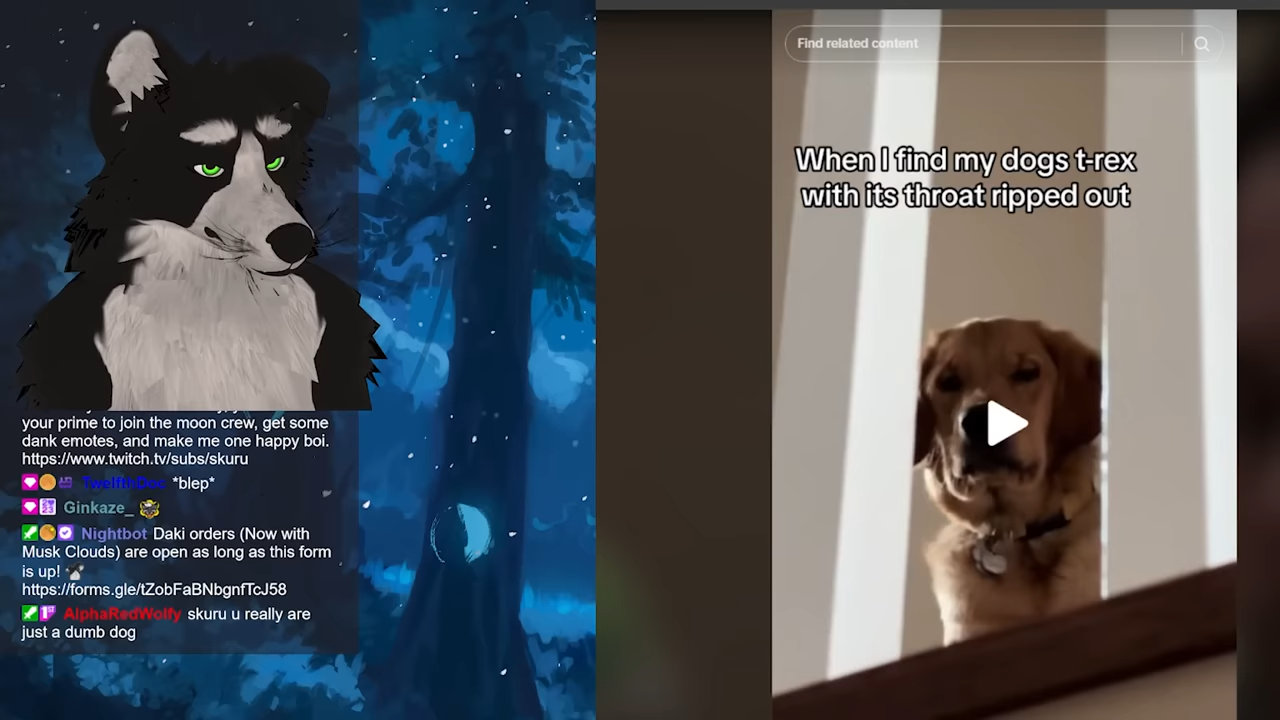 your prime to join the moon crew, get some
dank emotes, and make me one happy boi.
https://www.twitch.tv/subs/skuru
TwelfthDoc *blep*
Ginkaze_
Nightbot Daki orders (Now with
Musk Clouds) are open as long as this form
is up!
https://forms.gle/tZobFaBNbgnfTcJ58
AlphaRedWolfy skuru u really are
just a dumb dog
Find related content
When I find my dogs t-rex
with its throat ripped out